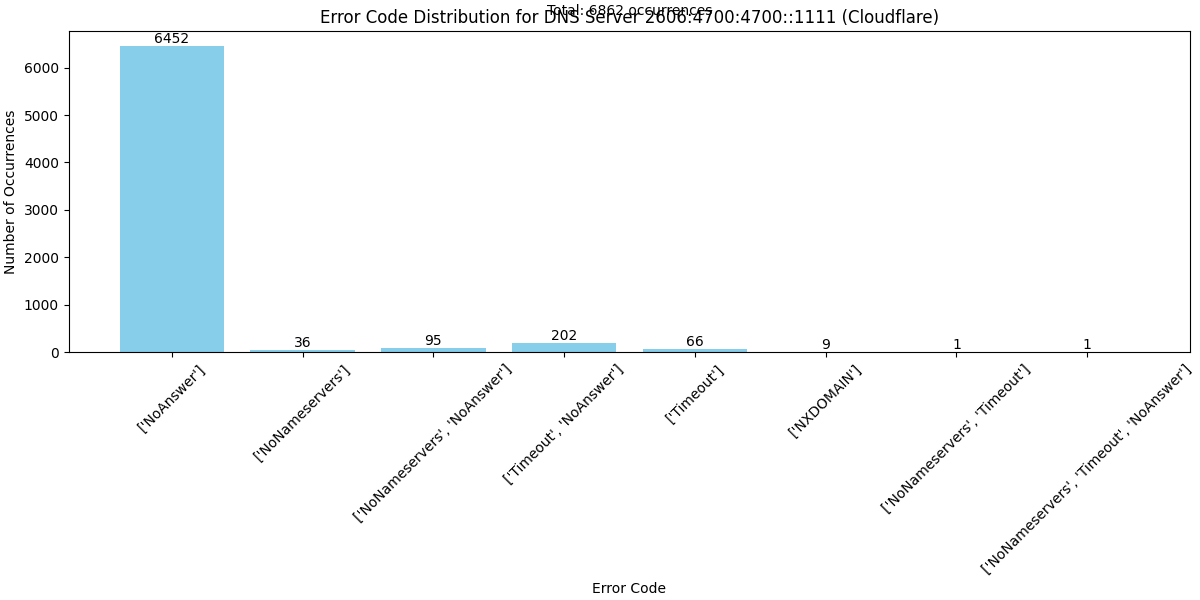 Total: 6862 occurrences
Error Code Distribution for DNS Server 2606:4700:4700::1111 (Cloudflare)
Number of Occurrences
6000
5000
4000
3000
2000
1000
0
6452
36
95
202
66
9
1
1
['NoAnswer']
['NoNameservers']
['NoNameservers', 'NoAnswer']
['Timeout', 'NoAnswer']
['Timeout']
['NXDOMAIN']
['NoNameservers', 'Timeout']
['NoNameservers', 'Timeout', 'NoAnswer']
Error Code